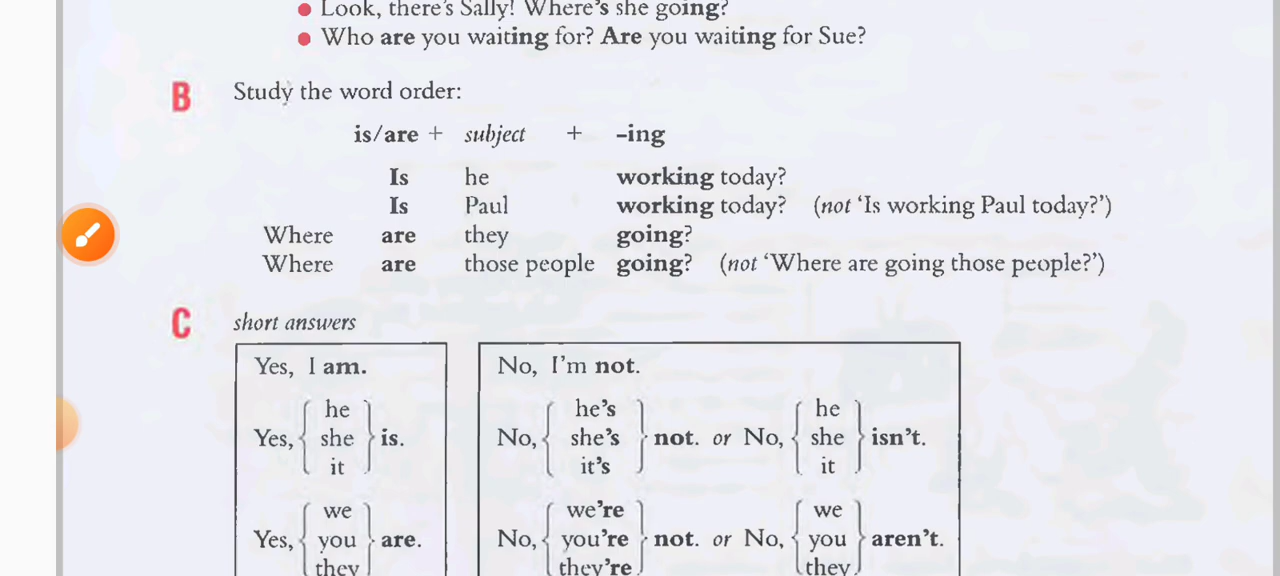 Look, there's Sally! Where's she going?
Who are you waiting for? Are you waiting for Sue?
B Study the word order:
is/are + subject + -ing
Is he working today?
Is Paul working today? (not 'Is working Paul today?')
Where are they going?
Where are those people going? (not 'Where are going those people?')
C short answers
Yes, I am.
Yes, { he she it } is.
Yes, { we you they } are.
No, I'm not.
No, { he's she's it's } not. or No, { he she it } isn't.
No, { we're you're they're } not. or No, { we you they } aren't.